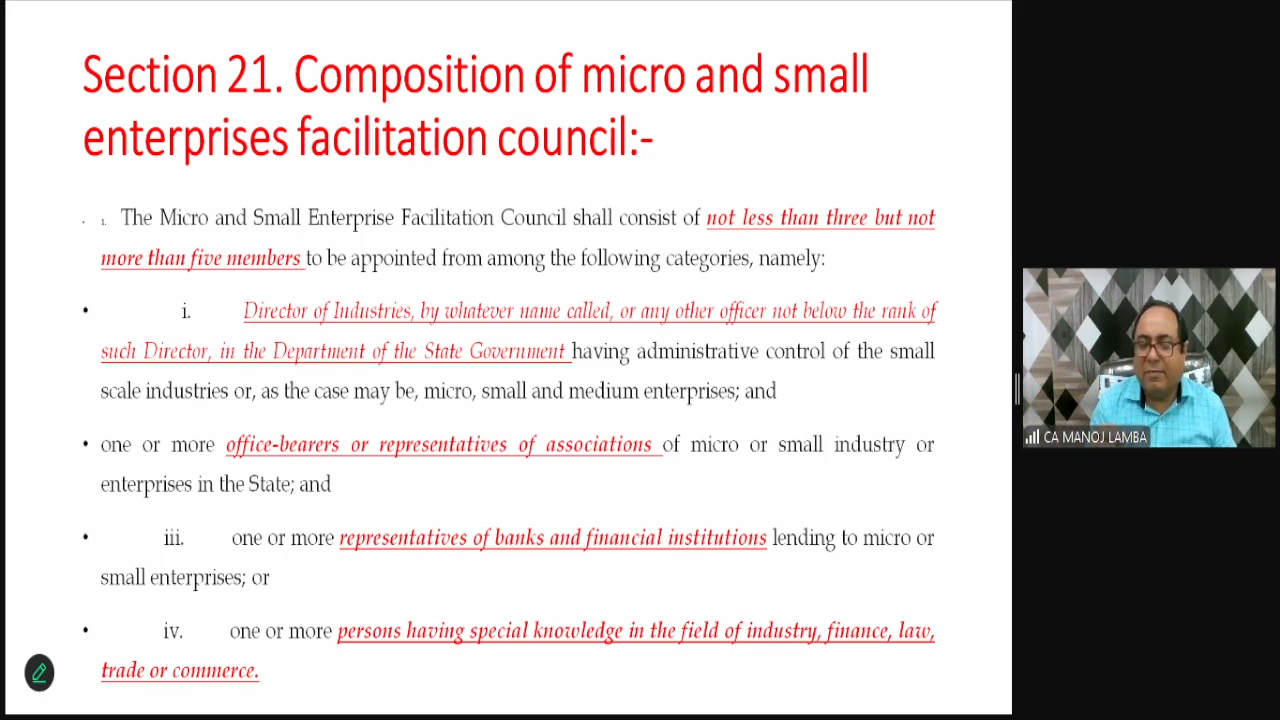 Section 21. Composition of micro and small
enterprises facilitation council:-
• 1. The Micro and Small Enterprise Facilitation Council shall consist of not less than three but not
more than five members to be appointed from among the following categories, namely:
• i. Director of Industries, by whatever name called, or any other officer not below the rank of
such Director, in the Department of the State Government having administrative control of the small
scale industries or, as the case may be, micro, small and medium enterprises; and
• one or more office-bearers or representatives of associations of micro or small industry or
enterprises in the State; and
• iii. one or more representatives of banks and financial institutions lending to micro or
small enterprises; or
• iv. one or more persons having special knowledge in the field of industry, finance, law,
trade or commerce.
CA MANOJ LAMBA